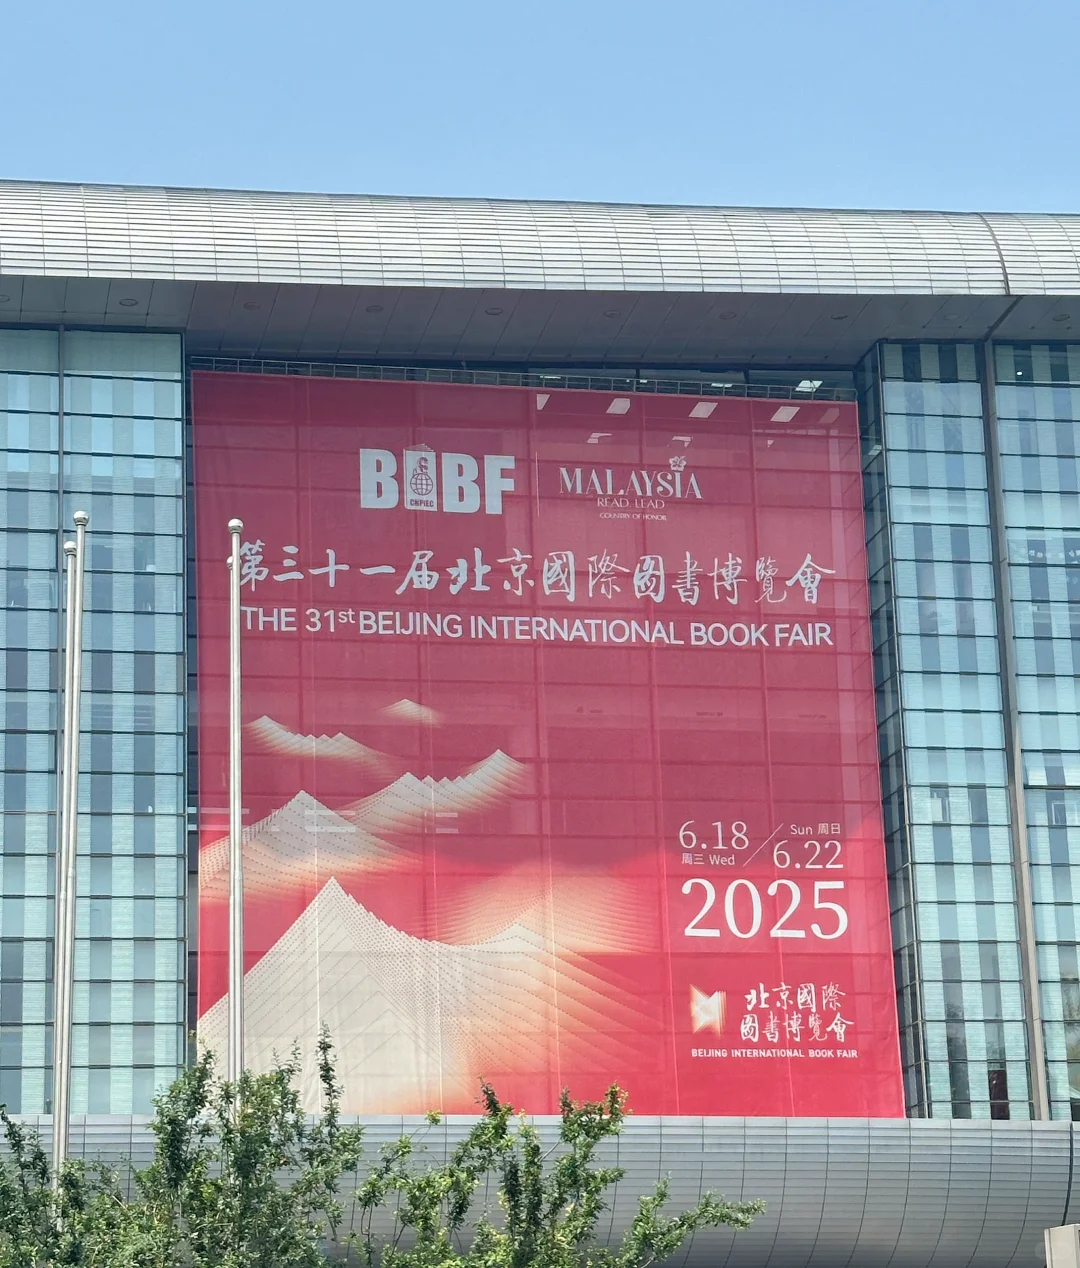 BIBF
CNPIEC
MALAYSIA
READ. LEAD
COUNTRY OF HONOR
第三十一届北京國際圖書博覽會
THE 31st BEIJING INTERNATIONAL BOOK FAIR
6.18
周三 Wed
Sun 周日
6.22
2025
北京國際
圖書博覽會
BEIJING INTERNATIONAL BOOK FAIR